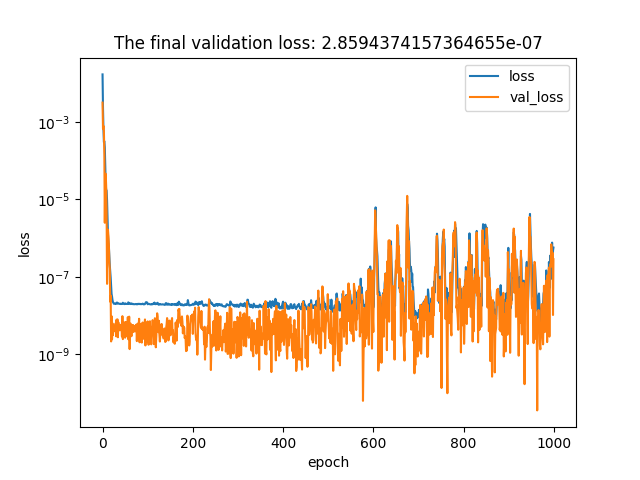 The final validation loss: 2.8594374157364655e-07
loss
val_loss
10⁻³
10⁻⁵
10⁻⁷
10⁻⁹
loss
0
200
400
600
800
1000
epoch